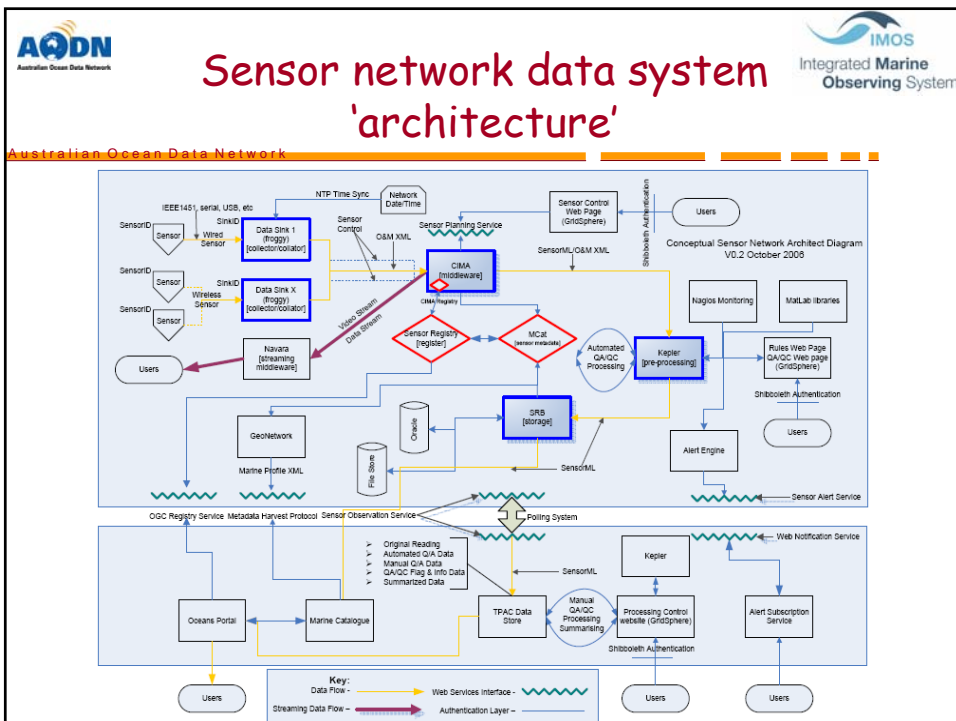 AODN
Australian Ocean Data Network
IMOS
Integrated Marine
Observing System
Sensor network data system
‘architecture’
Australian Ocean Data Network
NTP Time Sync
Network
Date/Time
IEEE1451, serial, USB, etc
SensorID
Sensor
Wired
Sensor
SinkID
Data Sink 1
(froggy)
[collector/collator]
Sensor
Control
O&M XML
Sensor Planning Service
Sensor Control
Web Page
(GridSphere)
Shibboleth Authentication
Users
Conceptual Sensor Network Architect Diagram
V0.2 October 2006
SensorID
Sensor
Sensor
Wireless
Sensor
SinkID
Data Sink X
(froggy)
[collector/collator]
CIMA
[middleware]
CIMA Registry
SensorML/O&M XML
Video Stream
Data Stream
Nagios Monitoring
MatLab libraries
Users
Navara
[streaming
middleware]
Sensor Registry
[register]
MCat
[sensor metadata]
Automated
QA/QC
Processing
Kepler
[pre-processing]
Rules Web Page
QA/QC Web page
(GridSphere)
Shibboleth Authentication
Users
GeoNetwork
Marine Profile XML
Oracle
File Store
SRB
[storage]
SensorML
Alert Engine
Sensor Alert Service
OGC Registry Service
Metadata Harvest Protocol
Sensor Observation Service
Polling System
Web Notification Service
Original Reading
Automated Q/A Data
Manual Q/A Data
QA/QC Flag & Info Data
Summarized Data
SensorML
Kepler
Oceans Portal
Marine Catalogue
TPAC Data
Store
Manual
QA/QC
Processing
Summarising
Processing Control
website (GridSphere)
Shibboleth Authentication
Alert Subscription
Service
Users
Key:
Data Flow -
Web Services Interface -
Streaming Data Flow –
Authentication Layer –
Users
Users